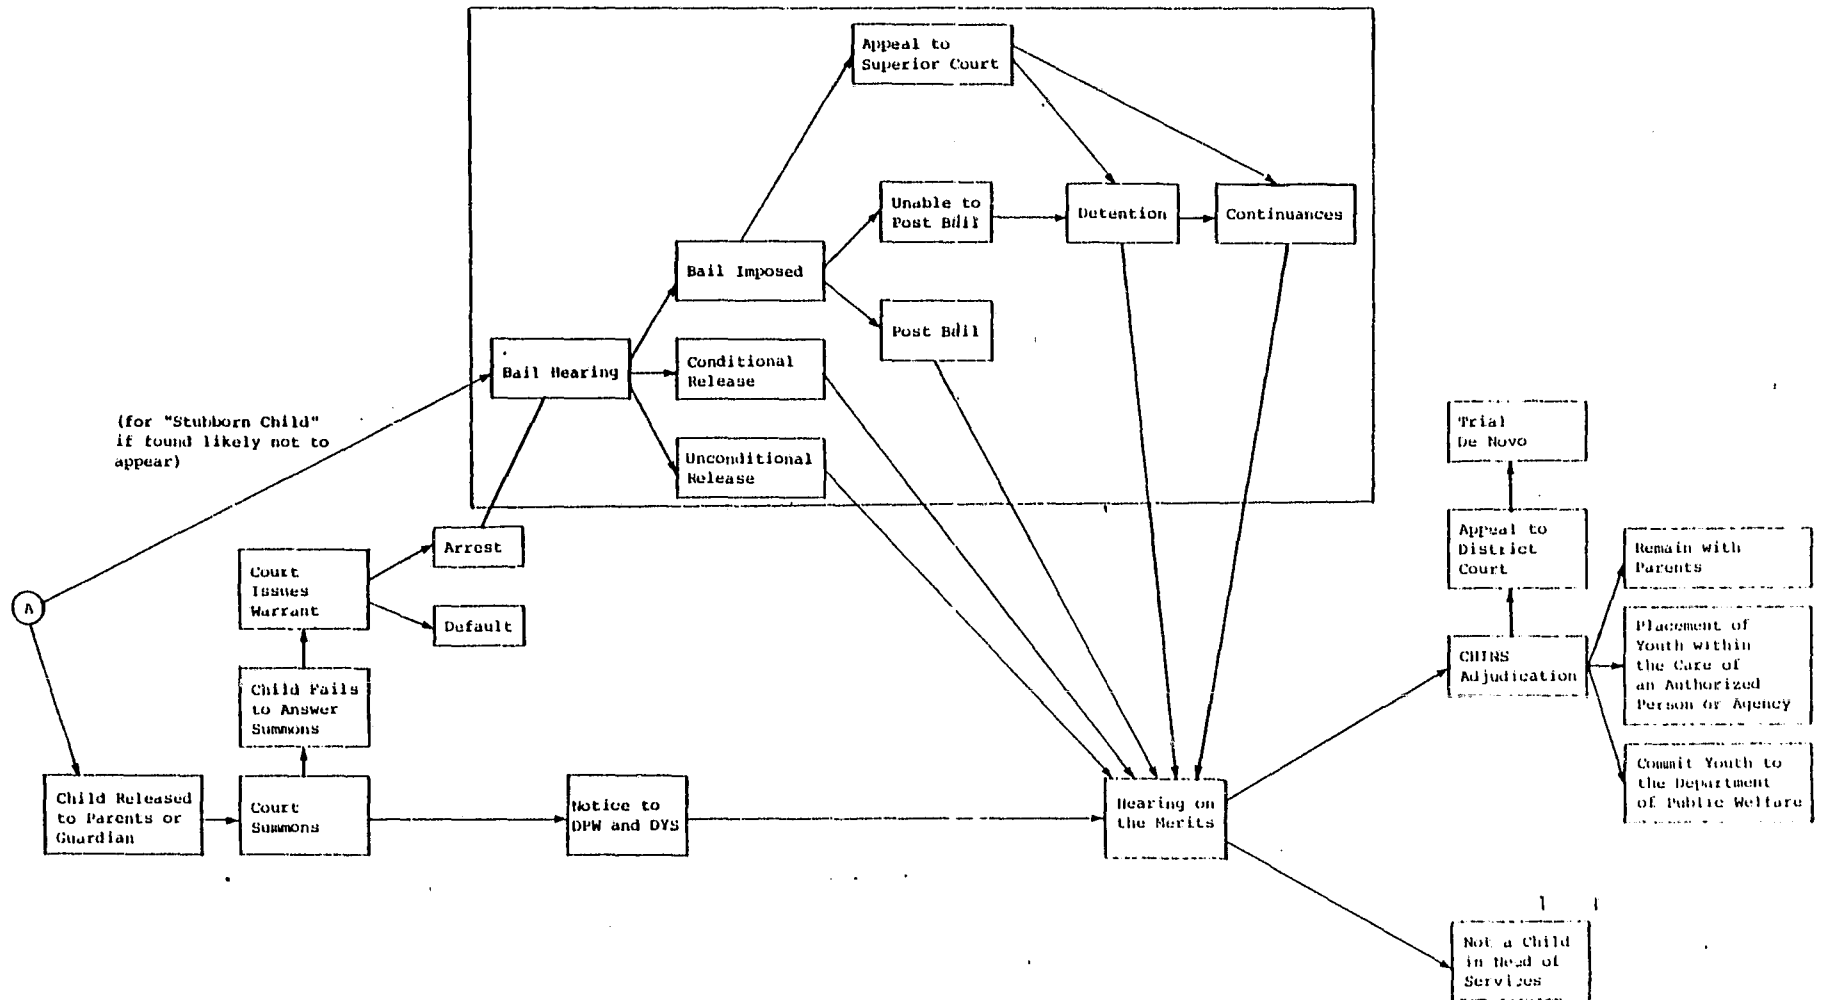 Appeal to
Superior Court
Unable to
Post Bail
Detention
Continuances
Bail Imposed
Post Bail
Bail Hearing
Conditional
Release
Unconditional
Release
(for "Stubborn Child"
if found likely not to
appear)
Trial
De Novo
Appeal to
District
Court
Arrest
Court
Issues
Warrant
Default
A
Remain with
Parents
Placement of
Youth within
the Care of
an Authorized
Person or Agency
CHINS
Adjudication
Child Fails
to Answer
Summons
Commit Youth to
the Department
of Public Welfare
Child Released
to Parents or
Guardian
Court
Summons
Notice to
DPW and DYS
Hearing on
the Merits
Not a Child
in Need of
Services